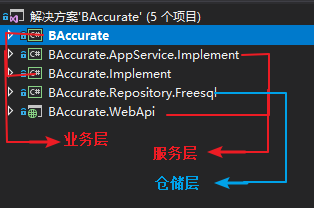 解决方案'BAccurate' (5 个项目)
BAccurate
BAccurate.AppService.Implement
BAccurate.Implement
BAccurate.Repository.Freesql
BAccurate.WebApi
业务层
服务层
仓储层